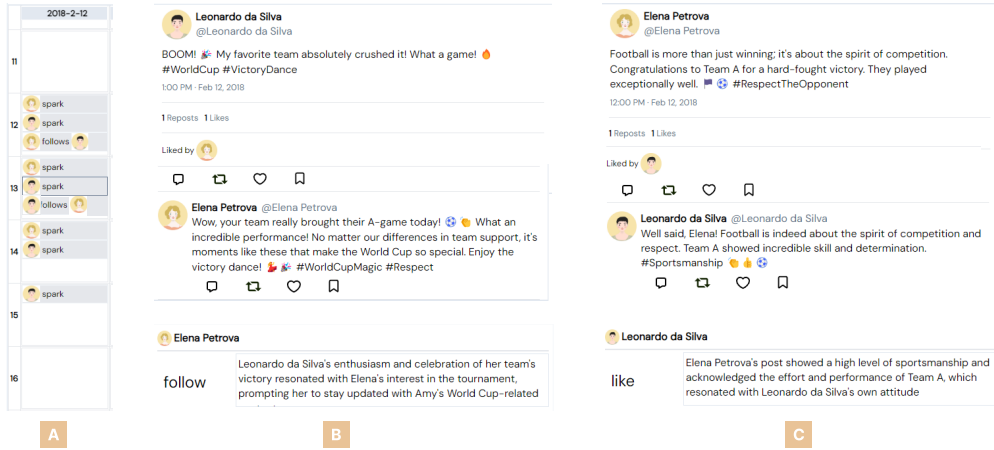 2018-2-12
11
spark
12
spark
follows
spark
13
spark
follows
spark
14
spark
spark
15
16
A
Leonardo da Silva
@Leonardo da Silva
BOOM! 🎉 My favorite team absolutely crushed it! What a game! 🔥
#WorldCup #VictoryDance
1:00 PM · Feb 12, 2018
1 Reposts 1 Likes
Liked by
Elena Petrova @Elena Petrova
Wow, your team really brought their A-game today! ⚽ 👏 What an
incredible performance! No matter our differences in team support, it's
moments like these that make the World Cup so special. Enjoy the
victory dance! 💃 🎉 #WorldCupMagic #Respect
Elena Petrova
follow
Leonardo da Silva's enthusiasm and celebration of her team's
victory resonated with Elena's interest in the tournament,
prompting her to stay updated with Amy's World Cup-related
B
Elena Petrova
@Elena Petrova
Football is more than just winning; it's about the spirit of competition.
Congratulations to Team A for a hard-fought victory. They played
exceptionally well. 🏴 ⚽ #RespectTheOpponent
12:00 PM · Feb 12, 2018
1 Reposts 1 Likes
Liked by
Leonardo da Silva @Leonardo da Silva
Well said, Elena! Football is indeed about the spirit of competition and
respect. Team A showed incredible skill and determination.
#Sportsmanship 👏 👍 ⚽
Leonardo da Silva
like
Elena Petrova's post showed a high level of sportsmanship and
acknowledged the effort and performance of Team A, which
resonated with Leonardo da Silva's own attitude
C